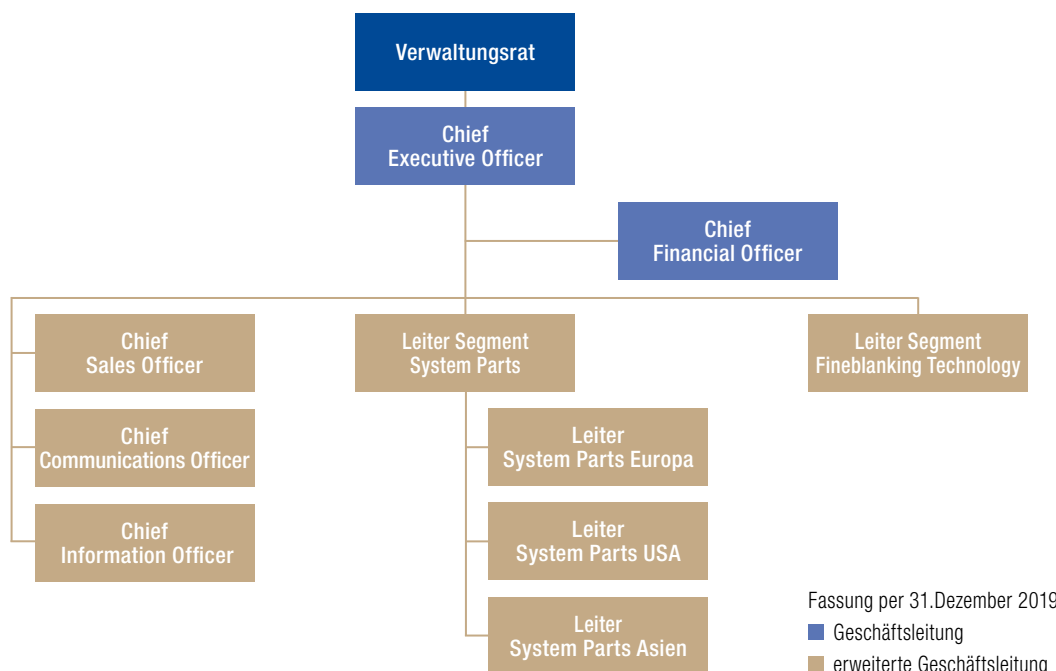 Verwaltungsrat
Chief
Executive Officer
Chief
Financial Officer
Chief
Sales Officer
Leiter Segment
System Parts
Leiter Segment
Fineblanking Technology
Chief
Communications Officer
Leiter
System Parts Europa
Chief
Information Officer
Leiter
System Parts USA
Leiter
System Parts Asien
Fassung per 31.Dezember 2019
Geschäftsleitung
erweiterte Geschäftsleitung